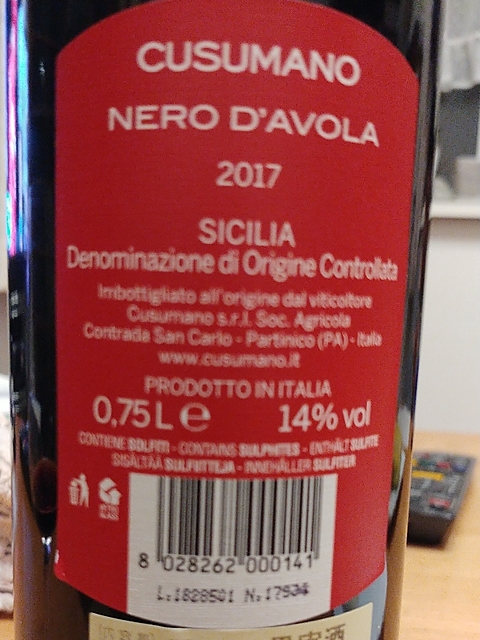 CUSUMANO
NERO D'AVOLA
2017
SICILIA
Denominazione di Origine Controllata
Imbottigliato all'origine dal viticoltore
Cusumano s.r.l. Soc. Agricola
Contrada San Carlo - Partinico (PA) - Italia
www.cusumano.it
PRODOTTO IN ITALIA
0,75 L e 14% vol
CONTIENE SOLFITI - CONTAINS SULPHITES - ENTHÄLT SULFITE
SISÄLTÄÄ SULFIITTEJA - INNEHÅLLER SULFITER
8 028262 000141
L.1828501